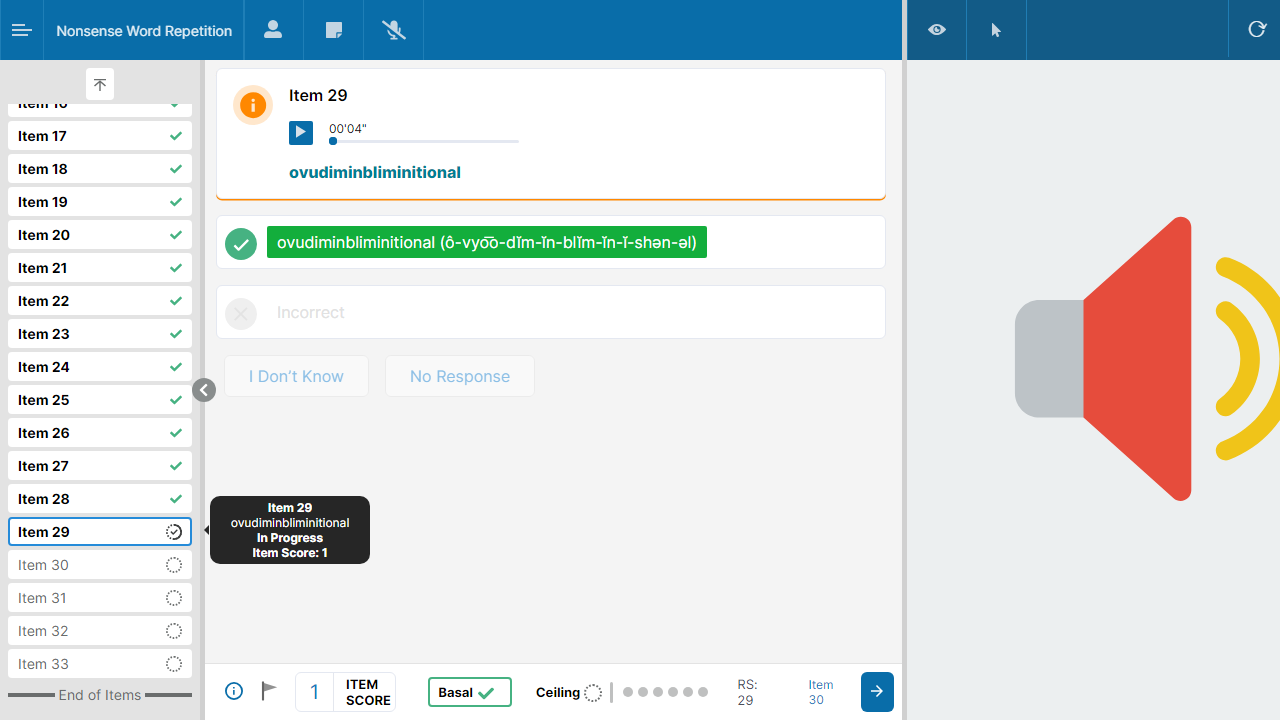 Nonsense Word Repetition
Item 16
Item 17
Item 18
Item 19
Item 20
Item 21
Item 22
Item 23
Item 24
Item 25
Item 26
Item 27
Item 28
Item 29
Item 30
Item 31
Item 32
Item 33
End of Items
Item 29
00'04"
ovudiminbliminitional
ovudiminbliminitional (ô-vyo͞o-dĭm-ĭn-blĭm-ĭn-ĭ-shən-əl)
Incorrect
I Don't Know
No Response
Item 29
ovudiminbliminitional
In Progress
Item Score: 1
1
ITEM
SCORE
Basal
Ceiling
RS:
29
Item
30